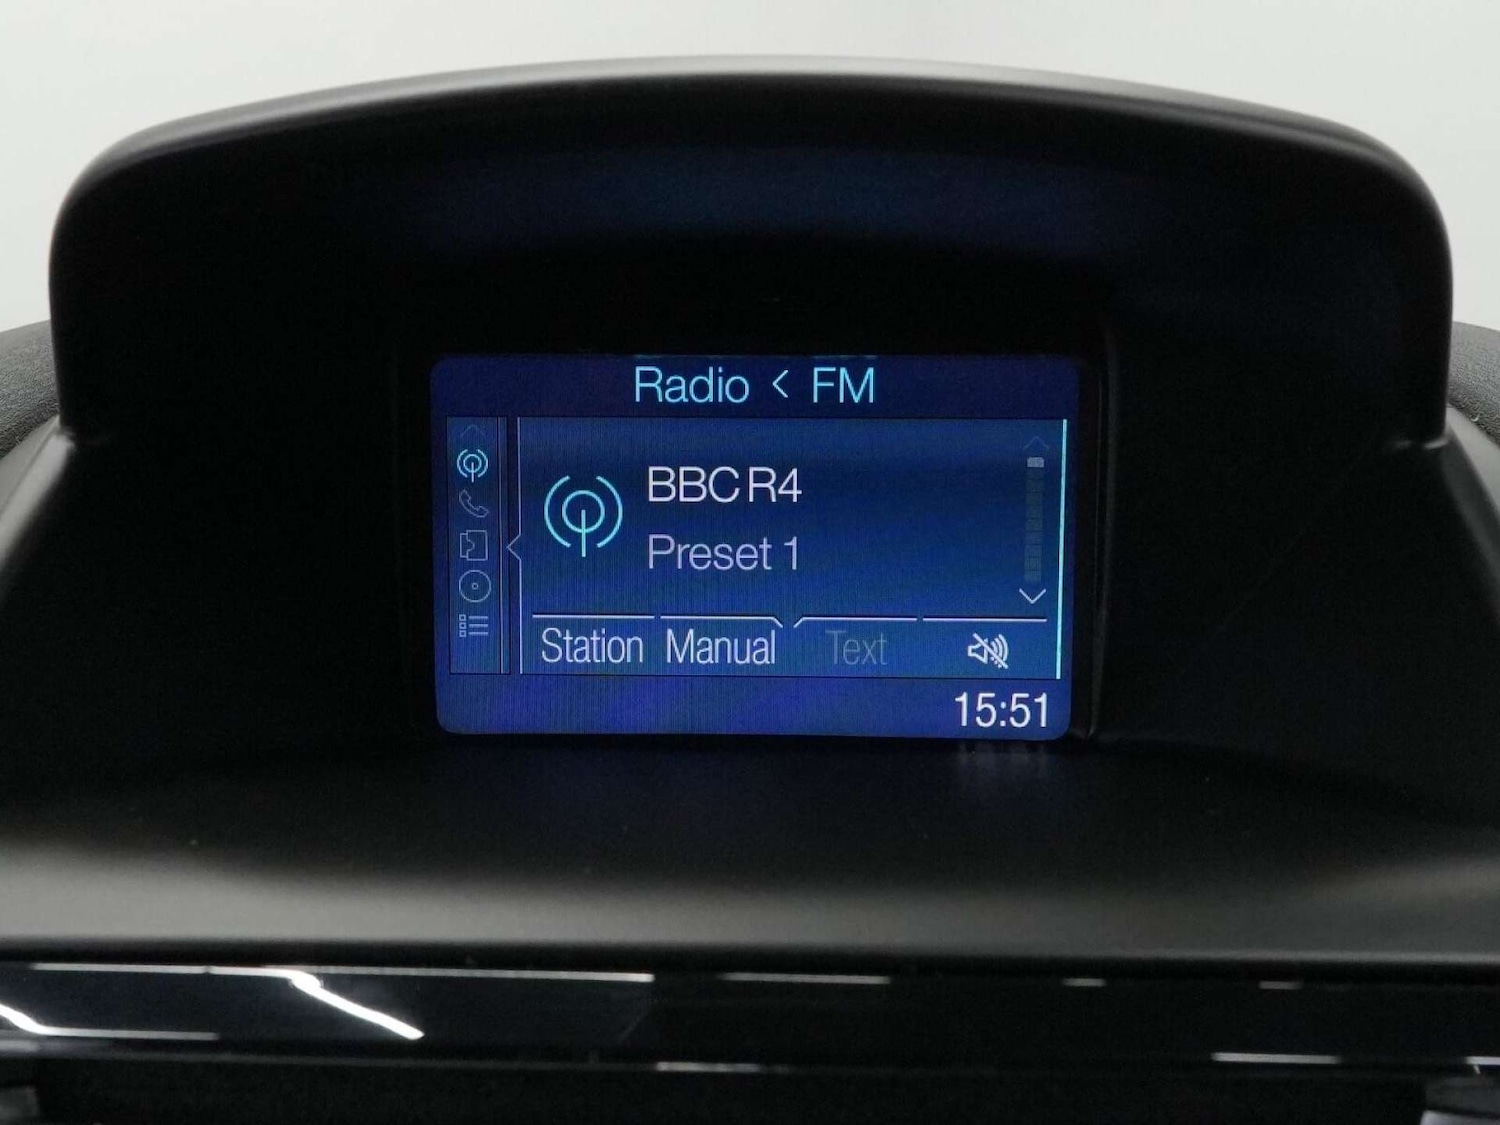 Radio < FM
BBC R4
Preset 1
Station Manual Text
15:51